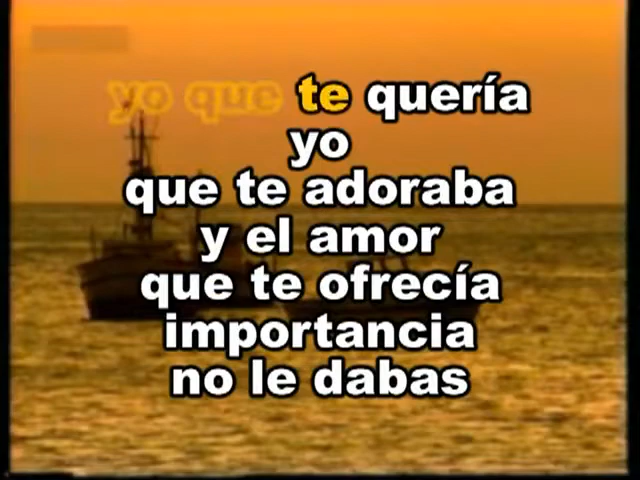 yo que te quería
yo
que te adoraba
y el amor
que te ofrecía
importancia
no le dabas